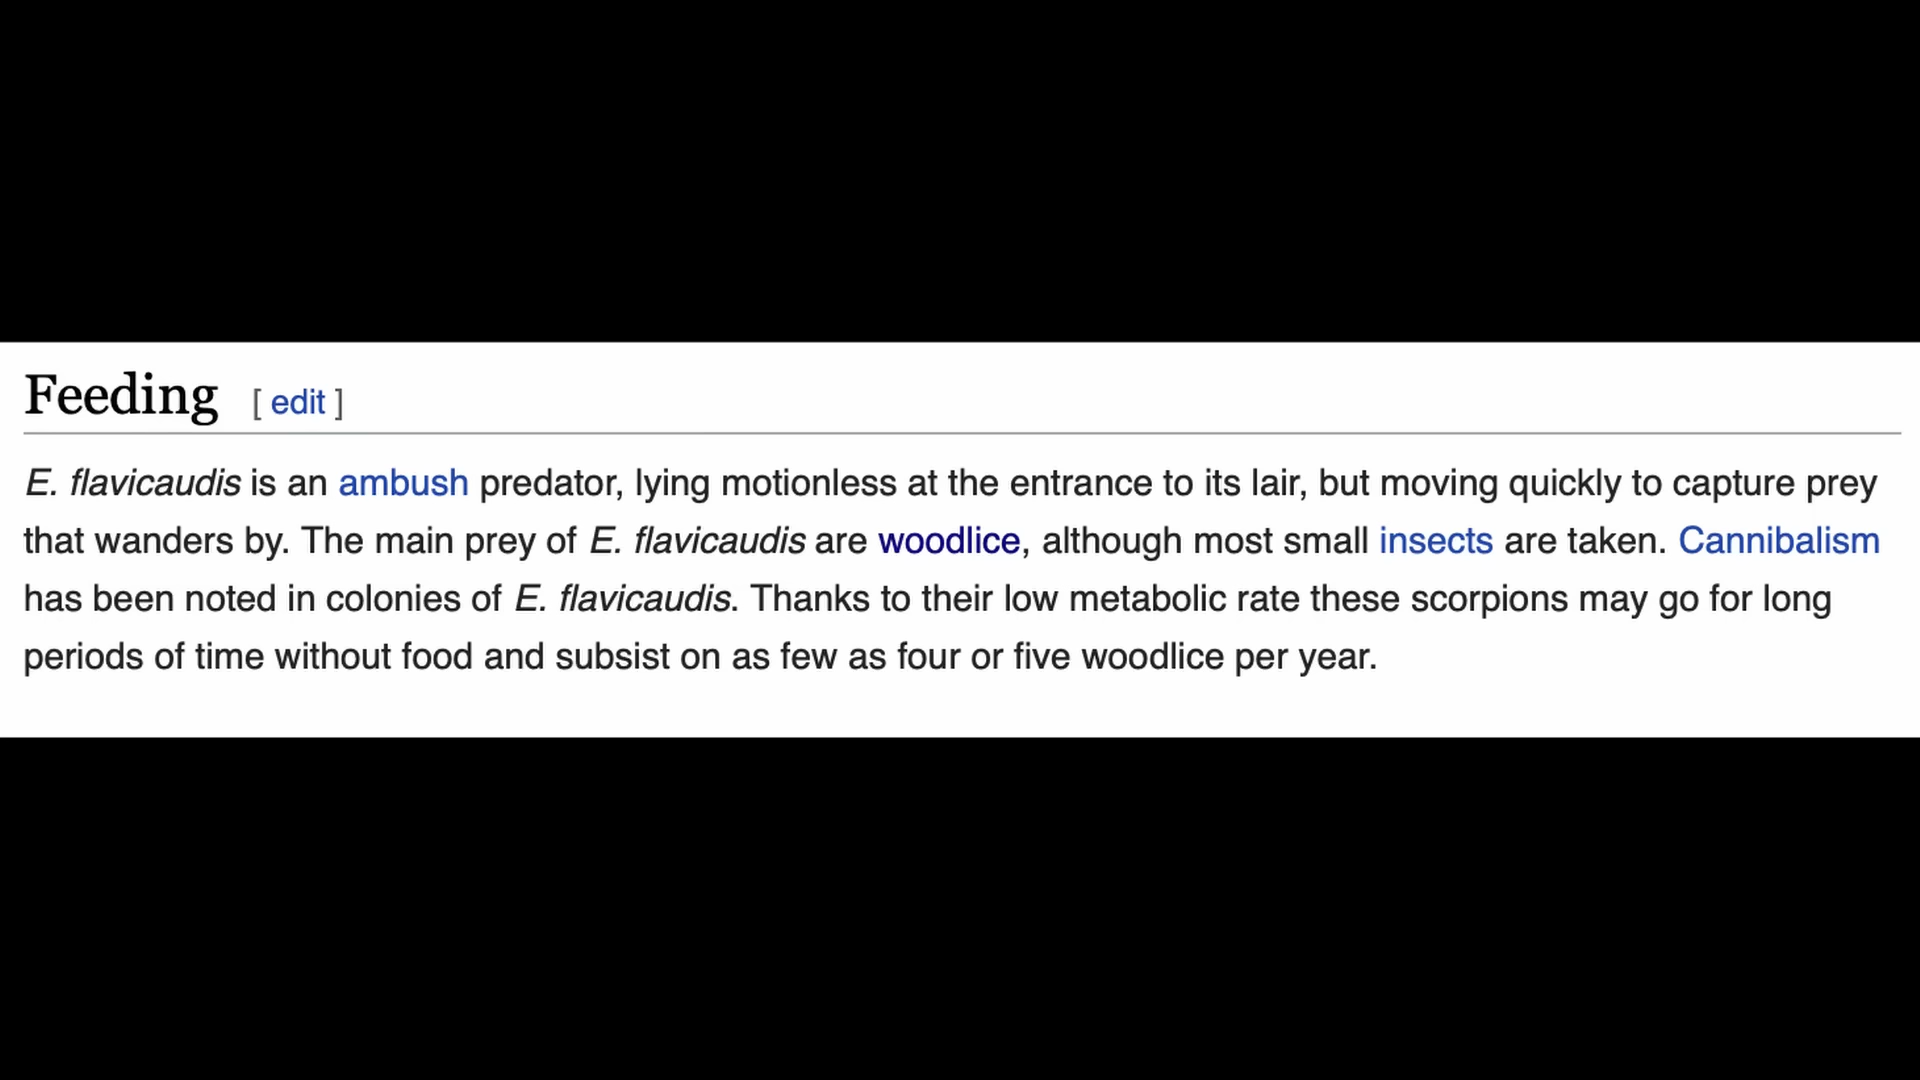 Feeding [ edit ]
E. flavicaudis is an ambush predator, lying motionless at the entrance to its lair, but moving quickly to capture prey
that wanders by. The main prey of E. flavicaudis are woodlice, although most small insects are taken. Cannibalism
has been noted in colonies of E. flavicaudis. Thanks to their low metabolic rate these scorpions may go for long
periods of time without food and subsist on as few as four or five woodlice per year.